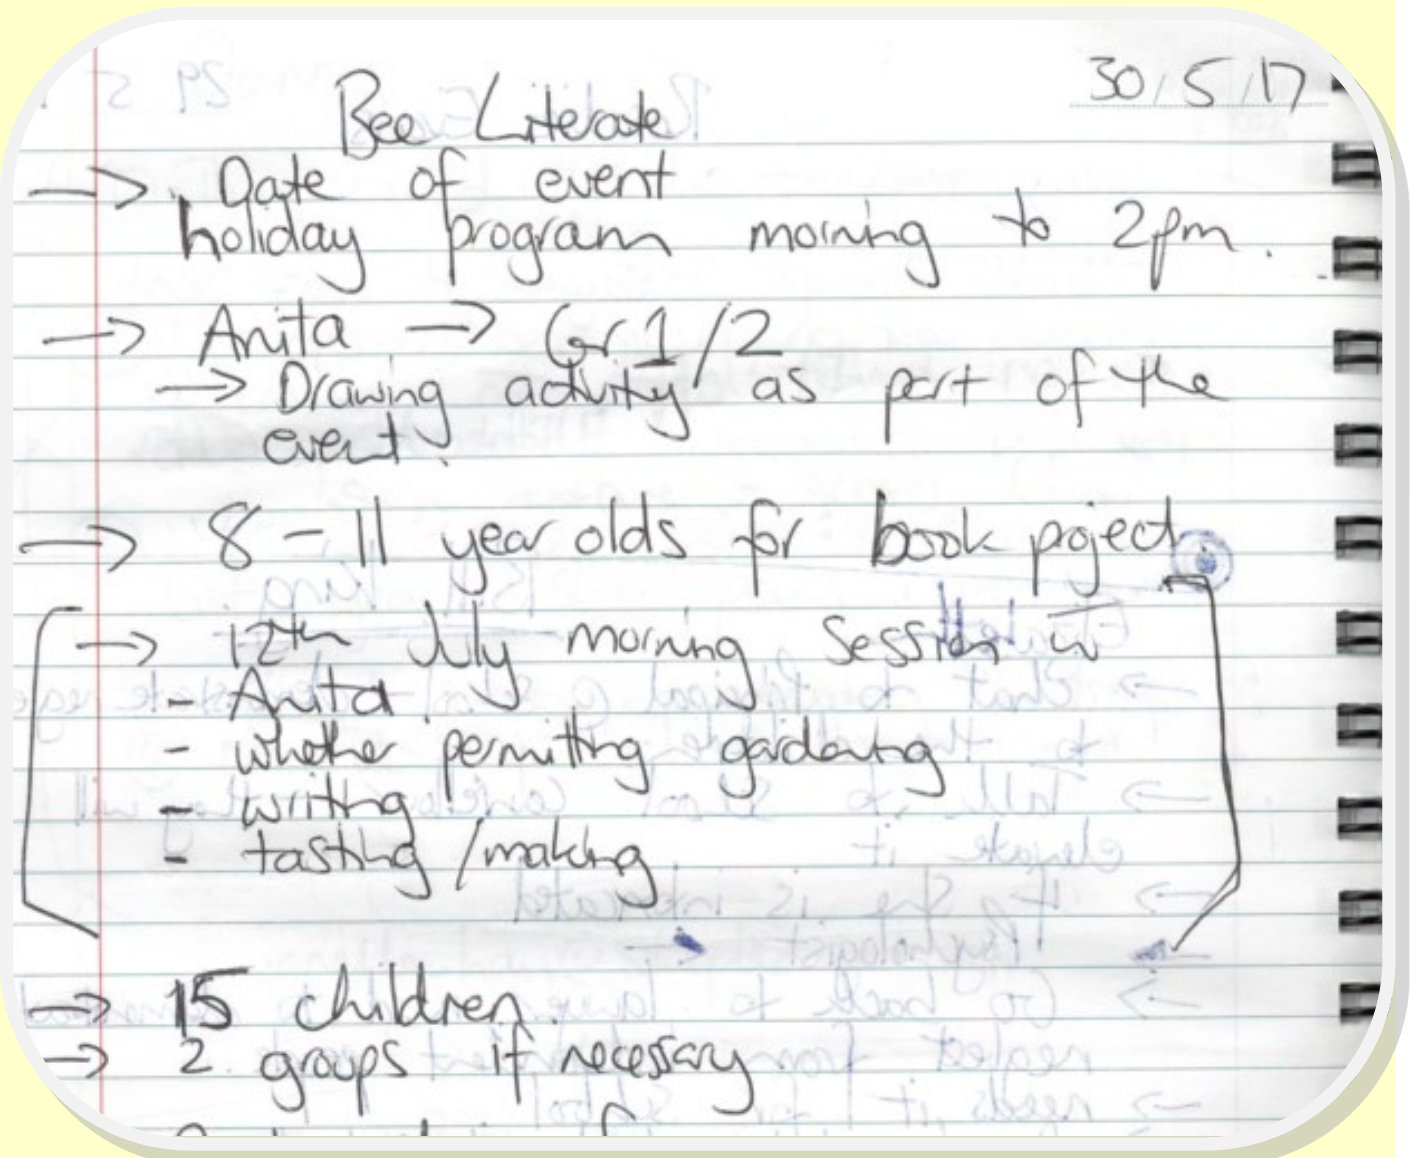 30/5/17
Bee Literate
→ Date of event
holiday program morning to 2pm.
→ Anita → Gr 1/2
→ Drawing activity as part of the
event.
→ 8-11 year olds for book poject
→ 12th July morning session w
- Anita
- whether permitting gardening
- writing
- tasting/making
→ 15 children.
→ 2 groups if necessary